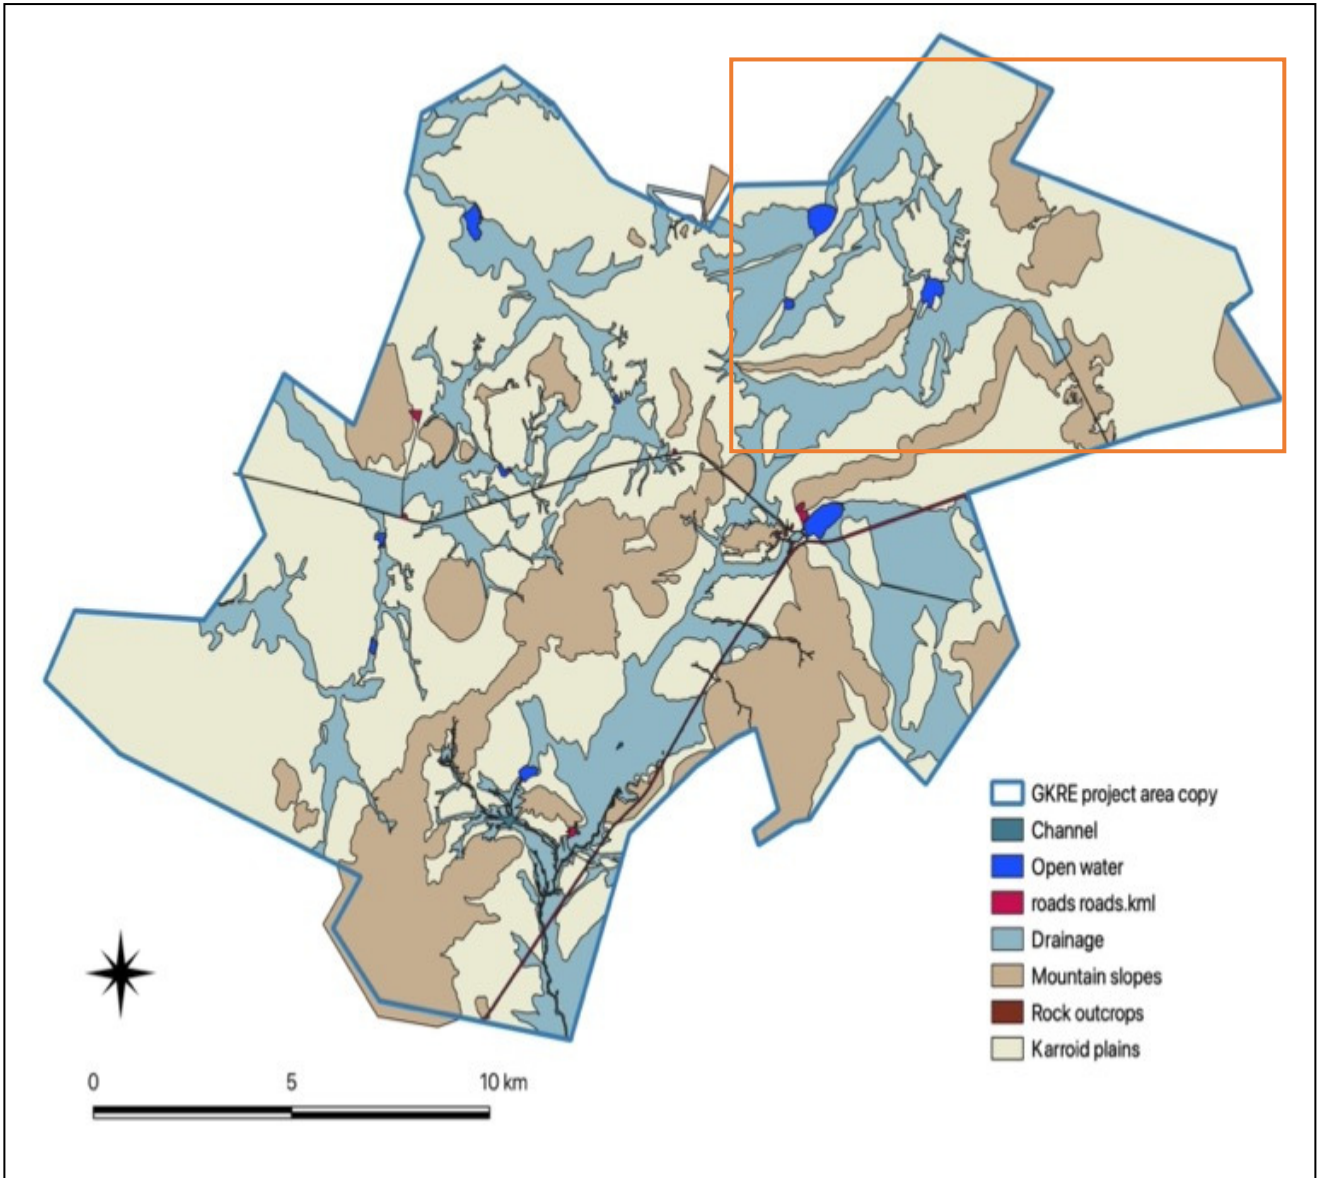 GKRE project area copy
Channel
Open water
roads roads.kml
Drainage
Mountain slopes
Rock outcrops
Karroid plains
0 5 10 km